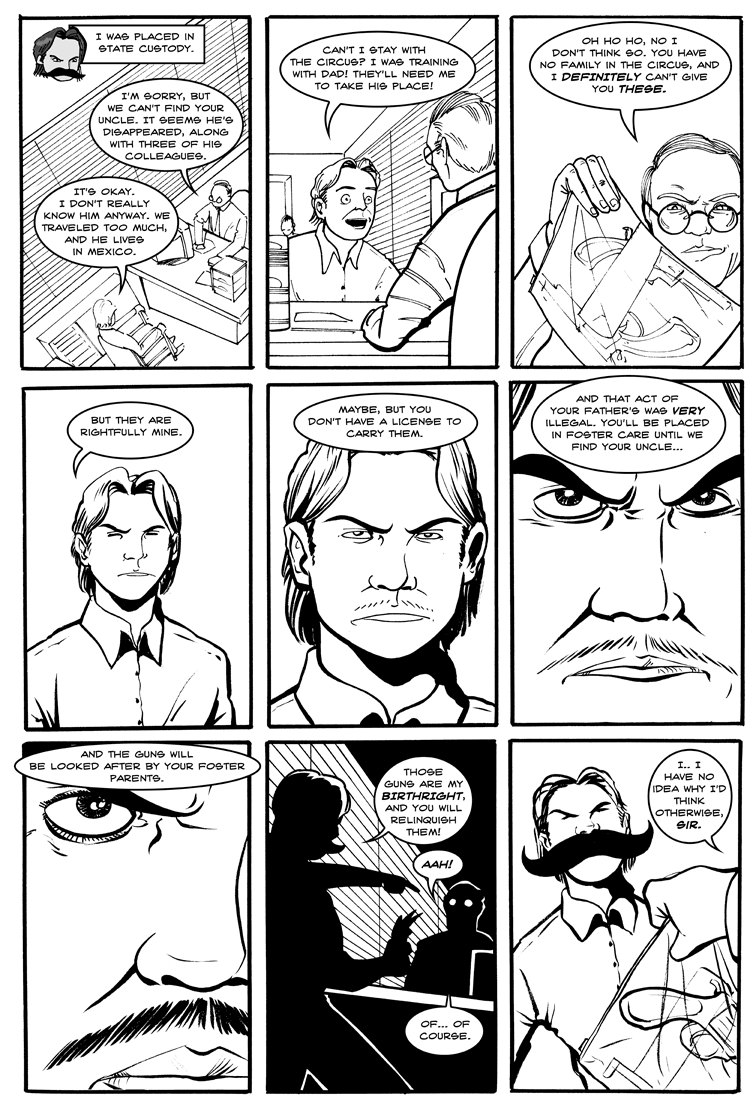 I WAS PLACED IN
STATE CUSTODY.
I'M SORRY, BUT
WE CAN'T FIND YOUR
UNCLE. IT SEEMS HE'S
DISAPPEARED, ALONG
WITH THREE OF HIS
COLLEAGUES.
IT'S OKAY.
I DON'T REALLY
KNOW HIM ANYWAY. WE
TRAVELED TOO MUCH,
AND HE LIVES
IN MEXICO.
CAN'T I STAY WITH
THE CIRCUS? I WAS TRAINING
WITH DAD! THEY'LL NEED ME
TO TAKE HIS PLACE!
OH HO HO, NO I
DON'T THINK SO. YOU HAVE
NO FAMILY IN THE CIRCUS, AND
I DEFINITELY CAN'T GIVE
YOU THESE.
BUT THEY ARE
RIGHTFULLY MINE.
MAYBE, BUT YOU
DON'T HAVE A LICENSE TO
CARRY THEM.
AND THAT ACT OF
YOUR FATHER'S WAS VERY
ILLEGAL. YOU'LL BE PLACED
IN FOSTER CARE UNTIL WE
FIND YOUR UNCLE...
AND THE GUNS WILL
BE LOOKED AFTER BY YOUR FOSTER
PARENTS.
THOSE
GUNS ARE MY
BIRTHRIGHT,
AND YOU WILL
RELINQUISH
THEM!
AAH!
OF... OF
COURSE.
I.. I
HAVE NO
IDEA WHY I'D
THINK
OTHERWISE,
SIR.